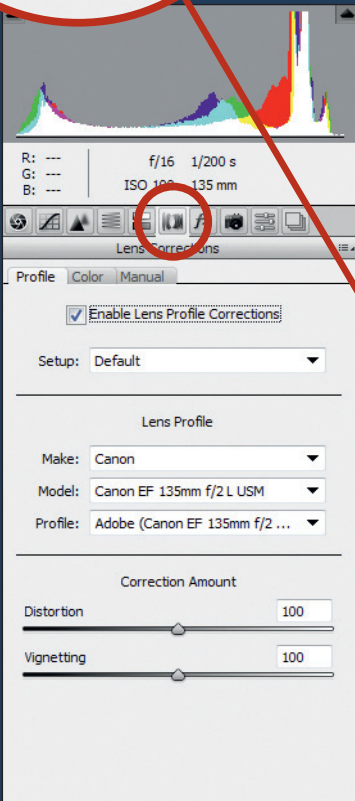 R: --- f/16 1/200 s
G: ---
B: --- ISO 100 135 mm
Lens Corrections
Profile Color Manual
Enable Lens Profile Corrections
Setup: Default
Lens Profile
Make: Canon
Model: Canon EF 135mm f/2 L USM
Profile: Adobe (Canon EF 135mm f/2 ...
Correction Amount
Distortion 100
Vignetting 100